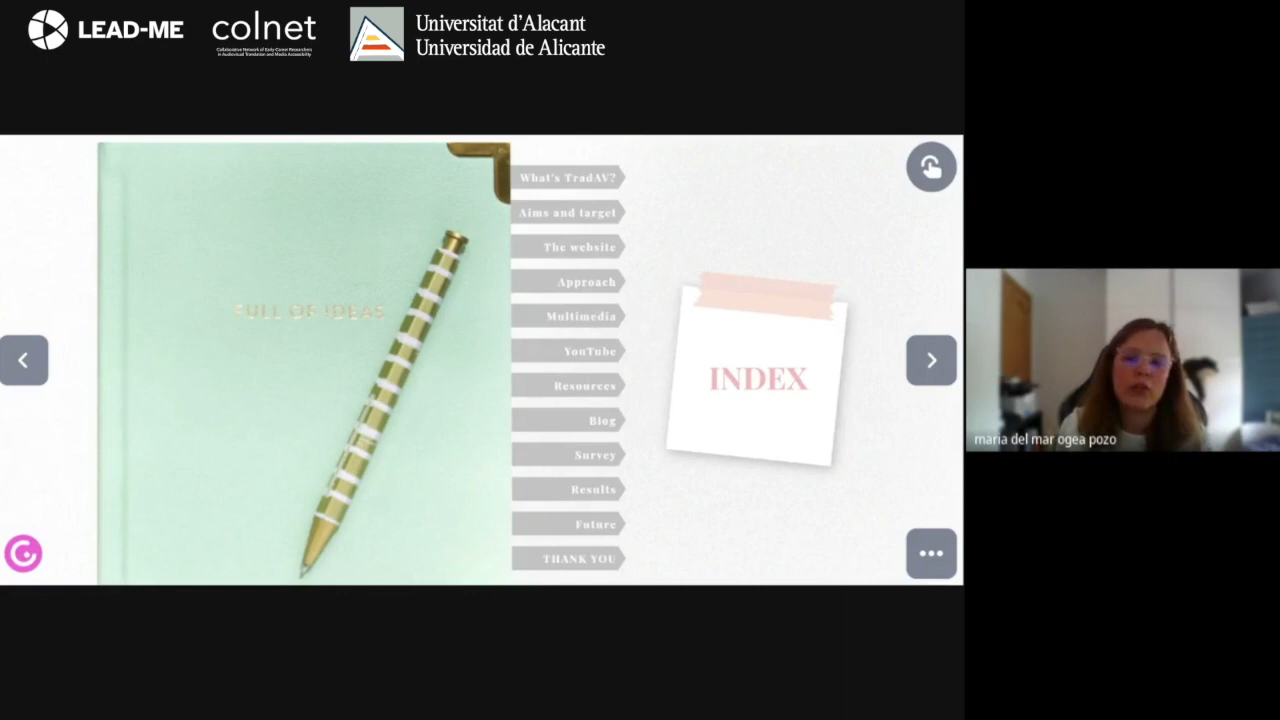 LEAD-ME
colnet
Collaborative Network of Early-Career Researchers
in Audiovisual Translation and Media Accessibility
Universitat d'Alacant
Universidad de Alicante
What's TradAV?
Aims and target
The website
Approach
FULL OF IDEAS
Multimedia
YouTube
Resources
INDEX
Blog
Survey
Results
Future
THANK YOU
maria del mar ogea pozo